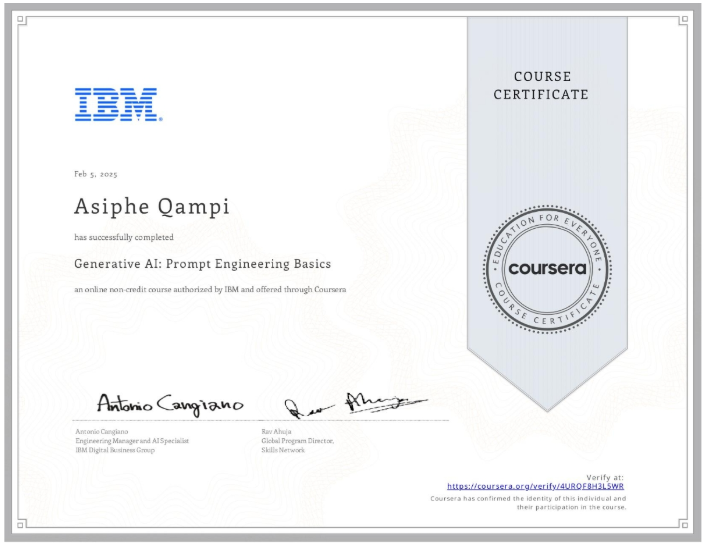 IBM
COURSE
CERTIFICATE
Feb 5, 2025
Asiphe Qampi
has successfully completed
Generative AI: Prompt Engineering Basics
an online non-credit course authorized by IBM and offered through Coursera
EDUCATION FOR EVERYONE
coursera
COURSE CERTIFICATE
Antonio Cangiano
Rav Ahuja
Antonio Cangiano
Engineering Manager and AI Specialist
IBM Digital Business Group
Rav Ahuja
Global Program Director,
Skills Network
Verify at:
https://coursera.org/verify/4URQF8H3L5WR
Coursera has confirmed the identity of this individual and
their participation in the course.